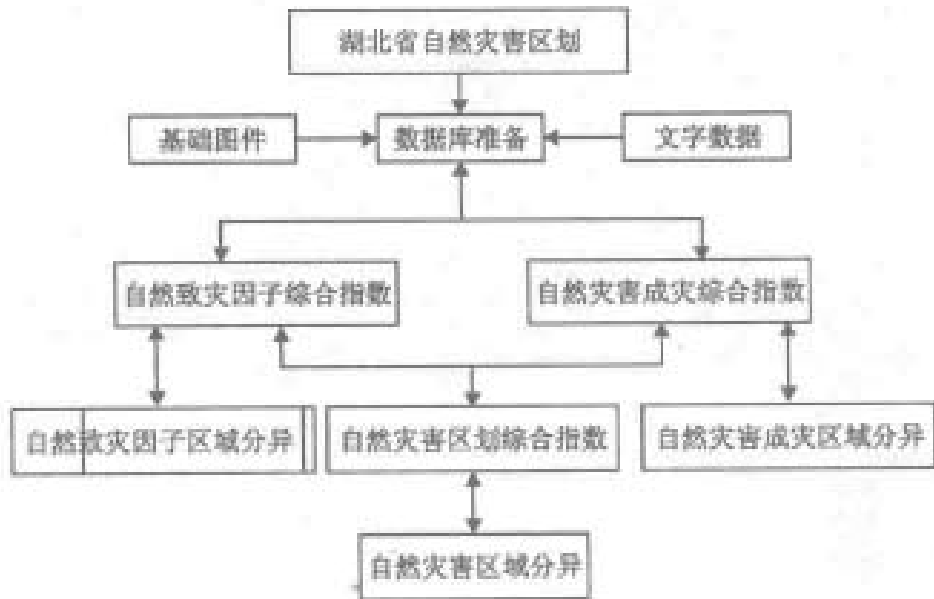 湖北省自然灾害区划
基础图件
数据库准备
文字数据
自然致灾因子综合指数
自然灾害成灾综合指数
自然致灾因子区域分异
自然灾害区划综合指数
自然灾害成灾区域分异
自然灾害区域分异